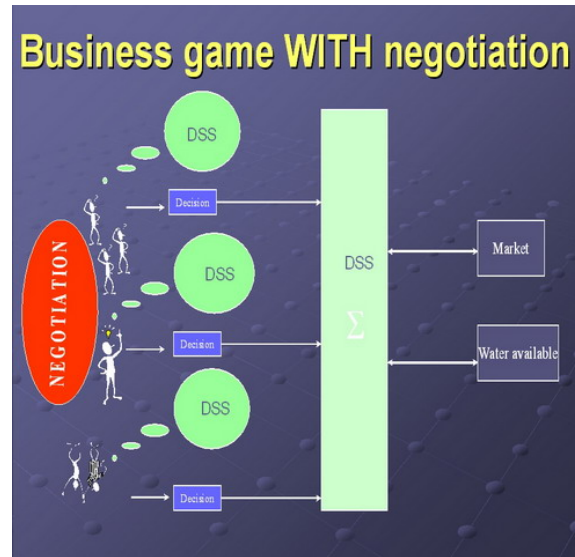 Business game WITH negotiation
DSS
Decision
NEGOTIATION
DSS
DSS
Σ
Market
Decision
Water available
DSS
Decision